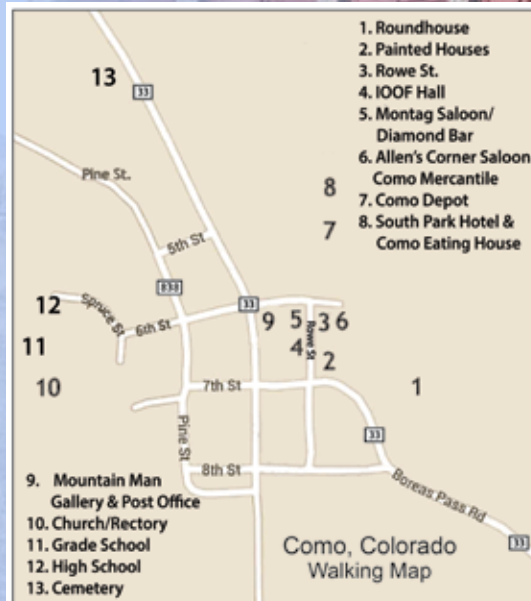 1. Roundhouse
2. Painted Houses
3. Rowe St.
4. IOOF Hall
5. Montag Saloon/
Diamond Bar
6. Allen's Corner Saloon
Como Mercantile
7. Como Depot
8. South Park Hotel &
Como Eating House
13
33
Pine St.
8
7
5th St
838
12
Spruce St
6th St
33
9
5
3
6
Rowe St
4
2
11
10
7th St
1
Pine St
33
8th St
Boreas Pass Rd
33
9. Mountain Man
Gallery & Post Office
10. Church/Rectory
11. Grade School
12. High School
13. Cemetery
Como, Colorado
Walking Map